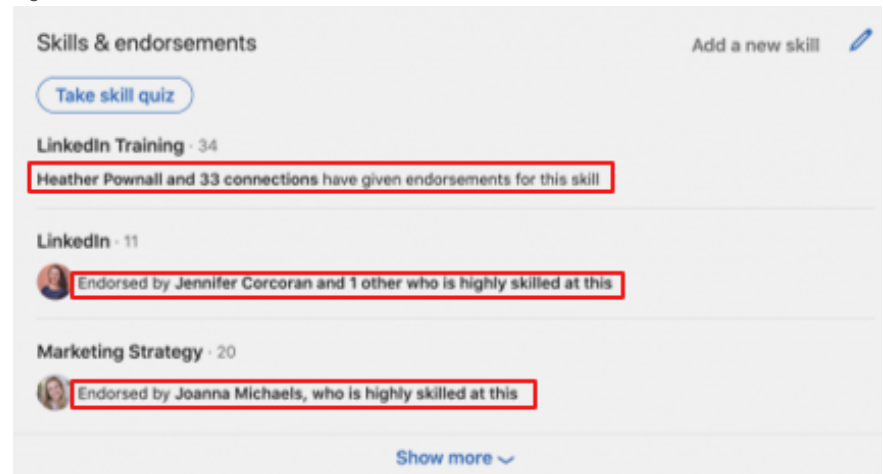 Skills & endorsements
Add a new skill
Take skill quiz
LinkedIn Training · 34
Heather Pownall and 33 connections have given endorsements for this skill
LinkedIn · 11
Endorsed by Jennifer Corcoran and 1 other who is highly skilled at this
Marketing Strategy · 20
Endorsed by Joanna Michaels, who is highly skilled at this
Show more